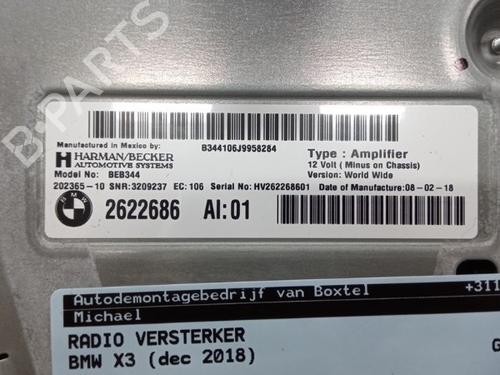 B-PARTS
Manufactured in Mexico by:
B344106J9958284
HARMAN/BECKER
AUTOMOTIVE SYSTEMS
Type : Amplifier
12 Volt ( Minus on Chassis)
Model No: BEB344
Version: World Wide
202365-10 SNR:3209237 EC:106 Serial No:HV262268601 Date of Manufacture:08-02-18
BMW
2622686 AI:01
Autodemontagebedrijf van Boxtel +311
Michael
RADIO VERSTERKER
BMW X3 (dec 2018) G